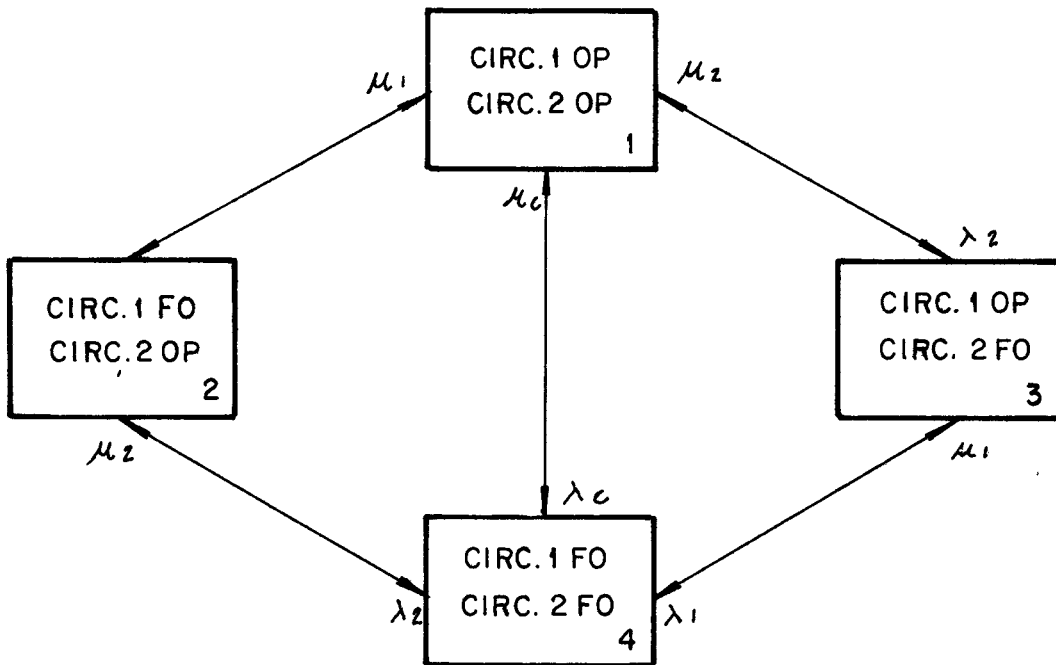 CIRC. 1 OP
CIRC. 2 OP
1
μ1
μ2
μc
λ2
CIRC. 1 FO
CIRC. 2 OP
2
CIRC. 1 OP
CIRC. 2 FO
3
μ2
μ1
λc
CIRC. 1 FO
CIRC. 2 FO
4
λ2
λ1